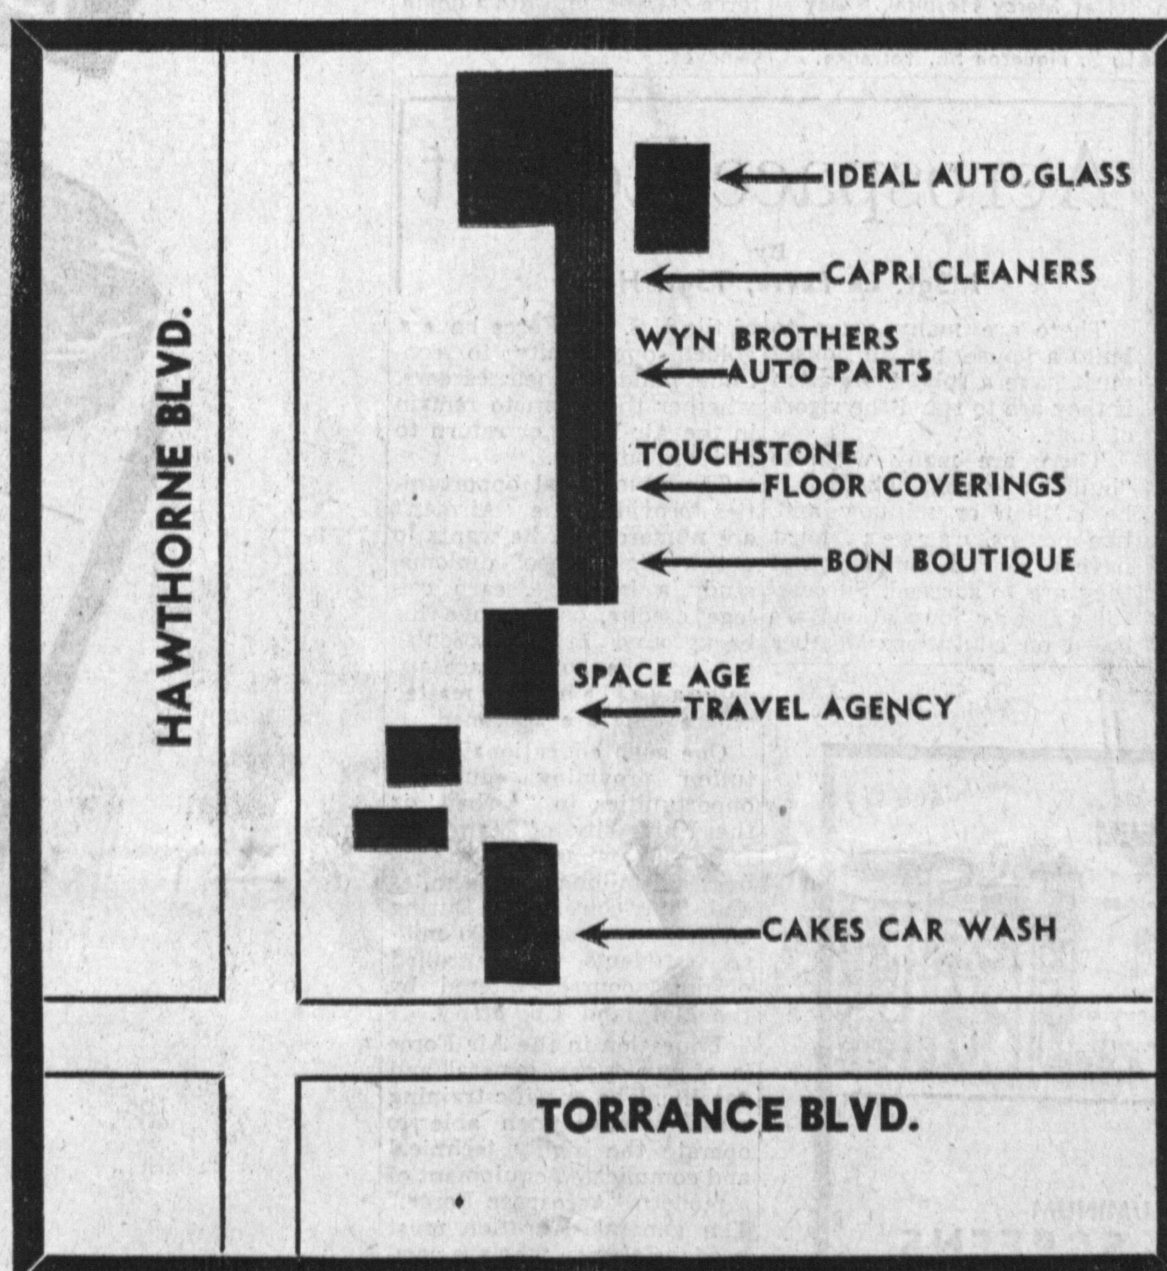 IDEAL AUTO GLASS
CAPRI CLEANERS
WYN BROTHERS
AUTO PARTS
TOUCHSTONE
FLOOR COVERINGS
BON BOUTIQUE
SPACE AGE
TRAVEL AGENCY
CAKES CAR WASH
HAWTHORNE BLVD.
TORRANCE BLVD.